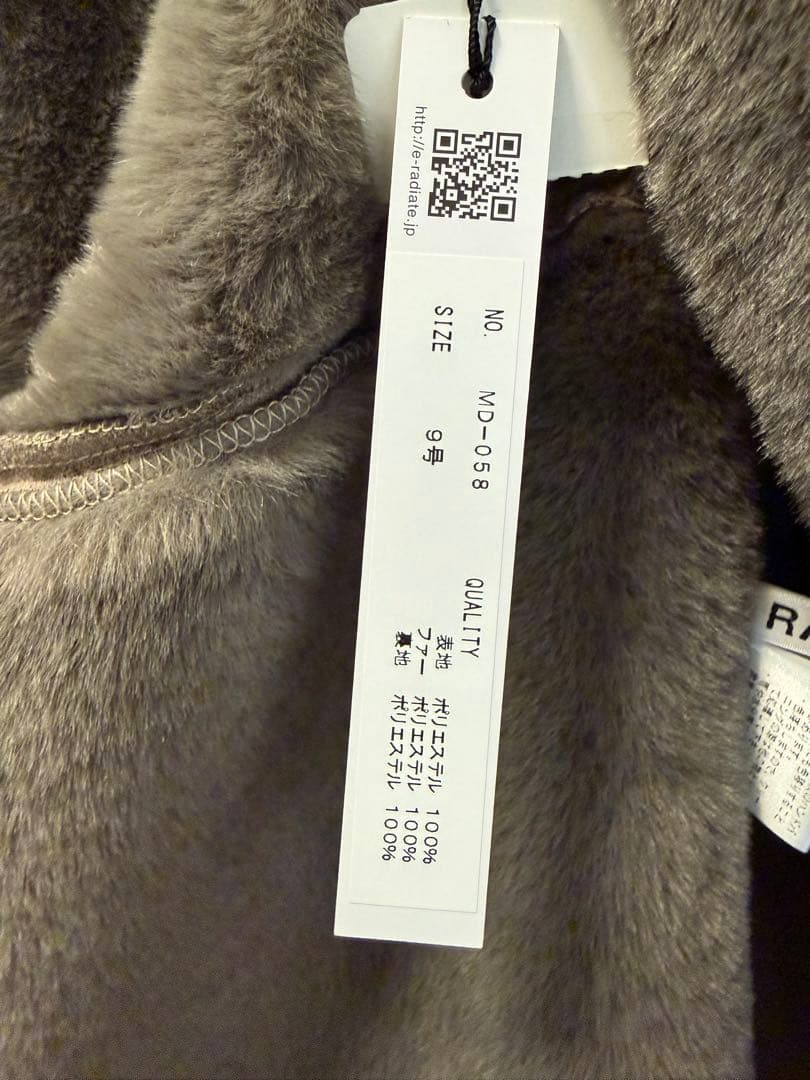 http://e-radiate.jp
NO. MD-058
SIZE 9号
QUALITY
表地 ポリエステル 100%
ファー ポリエステル 100%
裏地 ポリエステル 100%
RA